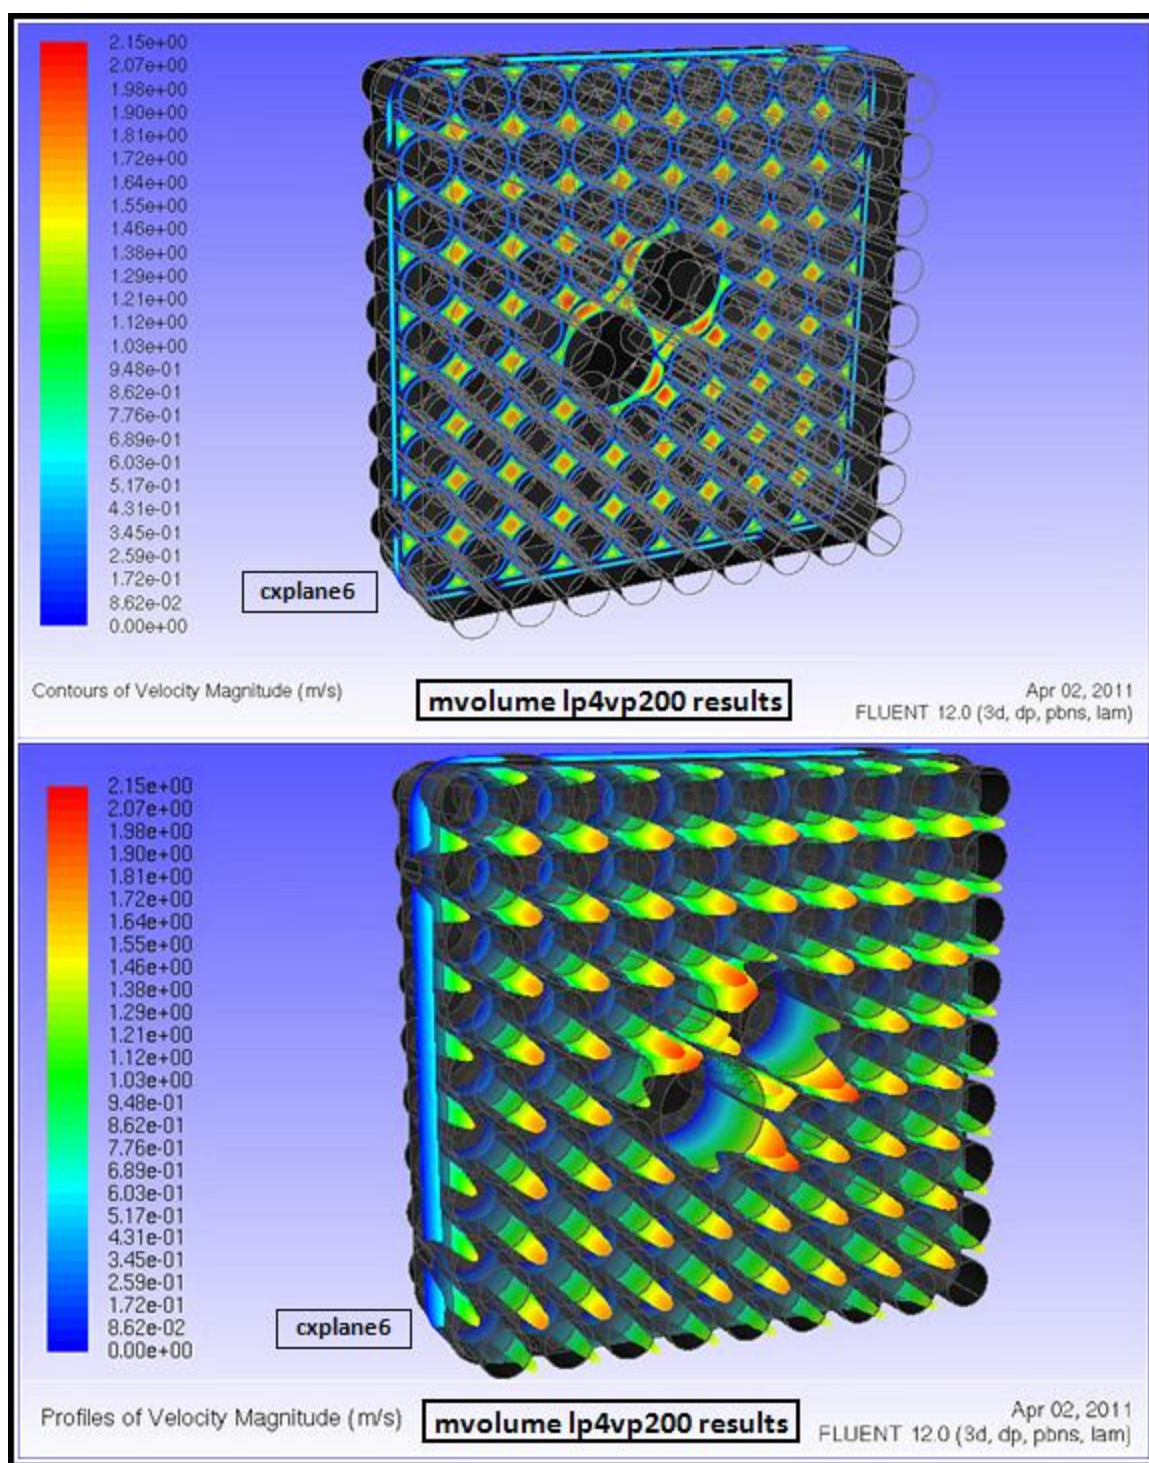 2.15e+00
2.07e+00
1.98e+00
1.90e+00
1.81e+00
1.72e+00
1.64e+00
1.55e+00
1.46e+00
1.38e+00
1.29e+00
1.21e+00
1.12e+00
1.03e+00
9.48e-01
8.62e-01
7.76e-01
6.89e-01
6.03e-01
5.17e-01
4.31e-01
3.45e-01
2.59e-01
1.72e-01
8.62e-02
0.00e+00
cxplane6
Contours of Velocity Magnitude (m/s)
mvolume lp4vp200 results
Apr 02, 2011
FLUENT 12.0 (3d, dp, pbns, lam)
2.15e+00
2.07e+00
1.98e+00
1.90e+00
1.81e+00
1.72e+00
1.64e+00
1.55e+00
1.46e+00
1.38e+00
1.29e+00
1.21e+00
1.12e+00
1.03e+00
9.48e-01
8.62e-01
7.76e-01
6.89e-01
6.03e-01
5.17e-01
4.31e-01
3.45e-01
2.59e-01
1.72e-01
8.62e-02
0.00e+00
cxplane6
Profiles of Velocity Magnitude (m/s)
mvolume lp4vp200 results
Apr 02, 2011
FLUENT 12.0 (3d, dp, pbns, lam)